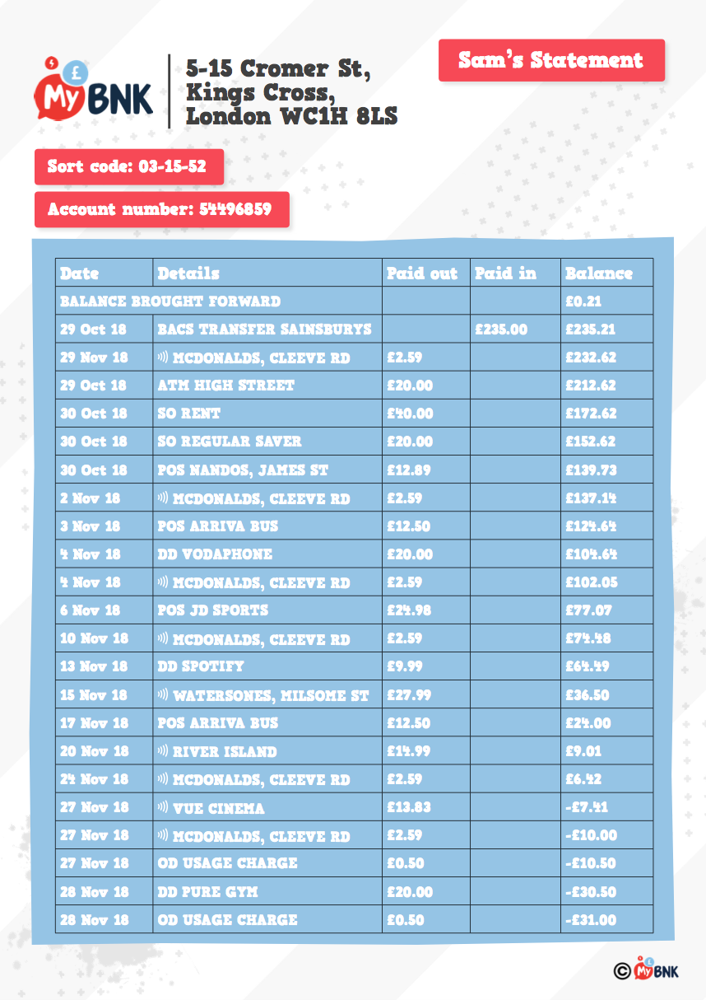 £
MyBNK
5-15 Cromer St,
Kings Cross,
London WC1H 8LS
Sam's Statement
Sort code: 03-15-52
Account number: 54496859
Date Details Paid out Paid in Balance
BALANCE BROUGHT FORWARD £0.21
29 Oct 18 BACS TRANSFER SAINSBURYS £235.00 £235.21
29 Nov 18 MCDONALDS, CLEEVE RD £2.59 £232.62
29 Oct 18 ATM HIGH STREET £20.00 £212.62
30 Oct 18 SO RENT £40.00 £172.62
30 Oct 18 SO REGULAR SAVER £20.00 £152.62
30 Oct 18 POS NANDOS, JAMES ST £12.89 £139.73
2 Nov 18 MCDONALDS, CLEEVE RD £2.59 £137.14
3 Nov 18 POS ARRIVA BUS £12.50 £124.64
4 Nov 18 DD VODAPHONE £20.00 £104.64
4 Nov 18 MCDONALDS, CLEEVE RD £2.59 £102.05
6 Nov 18 POS JD SPORTS £24.98 £77.07
10 Nov 18 MCDONALDS, CLEEVE RD £2.59 £74.48
13 Nov 18 DD SPOTIFY £9.99 £64.49
15 Nov 18 WATERSONES, MILSOME ST £27.99 £36.50
17 Nov 18 POS ARRIVA BUS £12.50 £24.00
20 Nov 18 RIVER ISLAND £14.99 £9.01
24 Nov 18 MCDONALDS, CLEEVE RD £2.59 £6.42
27 Nov 18 VUE CINEMA £13.83 -£7.41
27 Nov 18 MCDONALDS, CLEEVE RD £2.59 -£10.00
27 Nov 18 OD USAGE CHARGE £0.50 -£10.50
28 Nov 18 DD PURE GYM £20.00 -£30.50
28 Nov 18 OD USAGE CHARGE £0.50 -£31.00
© MyBNK